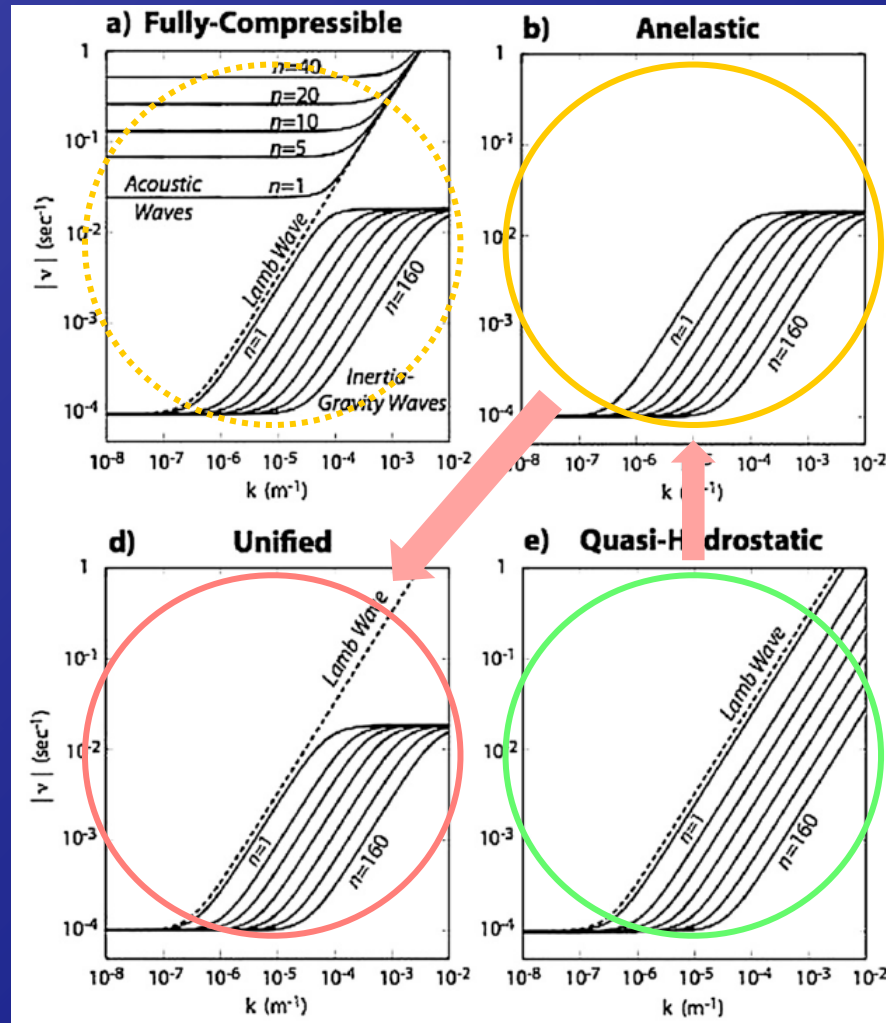 a) Fully-Compressible
1
10-1
10-2
10-3
10-4
|ν| (sec-1)
n=40
n=20
n=10
n=5
n=1
Acoustic
Waves
Lamb Wave
n=1
n=160
Inertia-
Gravity Waves
10-8 10-7 10-6 10-5 10-4 10-3 10-2
k (m-1)
b) Anelastic
1
10-1
10-2
10-3
10-4
n=1
n=160
10-8 10-7 10-6 10-5 10-4 10-3 10-2
k (m-1)
d) Unified
1
10-1
10-2
10-3
10-4
|ν| (sec-1)
Lamb Wave
n=1
n=160
10-8 10-7 10-6 10-5 10-4 10-3 10-2
k (m-1)
e) Quasi-Hydrostatic
1
10-1
10-2
10-3
10-4
Lamb Wave
n=1
n=160
10-8 10-7 10-6 10-5 10-4 10-3 10-2
k (m-1)